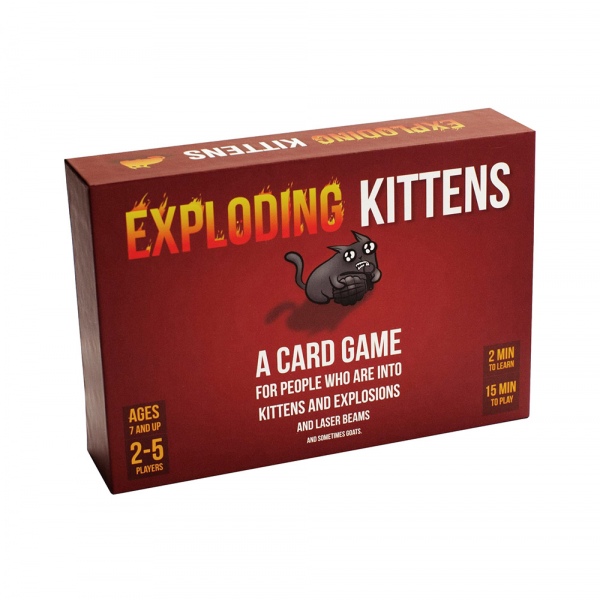 EXPLODING KITTENS
EXPLODING KITTENS
A CARD GAME
FOR PEOPLE WHO ARE INTO
KITTENS AND EXPLOSIONS
AND LASER BEAMS
AND SOMETIMES GOATS.
AGES
7 AND UP
2-5
PLAYERS
2 MIN
TO LEARN
15 MIN
TO PLAY